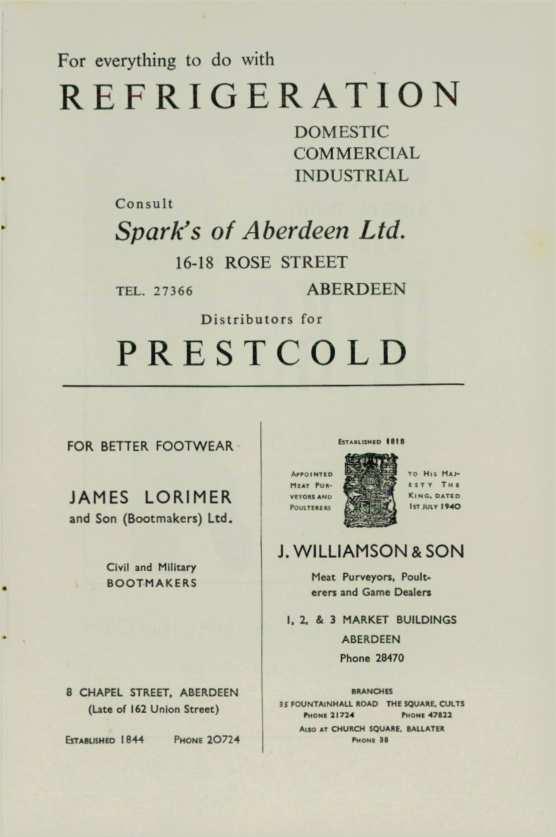 For everything to do with
REFRIGERATION
DOMESTIC
COMMERCIAL
INDUSTRIAL
Consult
Spark's of Aberdeen Ltd.
16-18 ROSE STREET
TEL. 27366 ABERDEEN
Distributors for
PRESTCOLD
FOR BETTER FOOTWEAR
JAMES LORIMER
and Son (Bootmakers) Ltd.
Civil and Military
BOOTMAKERS
8 CHAPEL STREET, ABERDEEN
(Late of 162 Union Street)
ESTABLISHED 1844 PHONE 20724
ESTABLISHED 1818
APPOINTED
MEAT PUR-
VEYORS AND
POULTERERS
TO HIS MAJ-
ESTY THE
KING, DATED
1ST JULY 1940
J. WILLIAMSON & SON
Meat Purveyors, Poult-
erers and Game Dealers
1, 2, & 3 MARKET BUILDINGS
ABERDEEN
Phone 28470
BRANCHES
35 FOUNTAINHALL ROAD THE SQUARE, CULTS
PHONE 21724 PHONE 47822
ALSO AT CHURCH SQUARE, BALLATER
PHONE 38